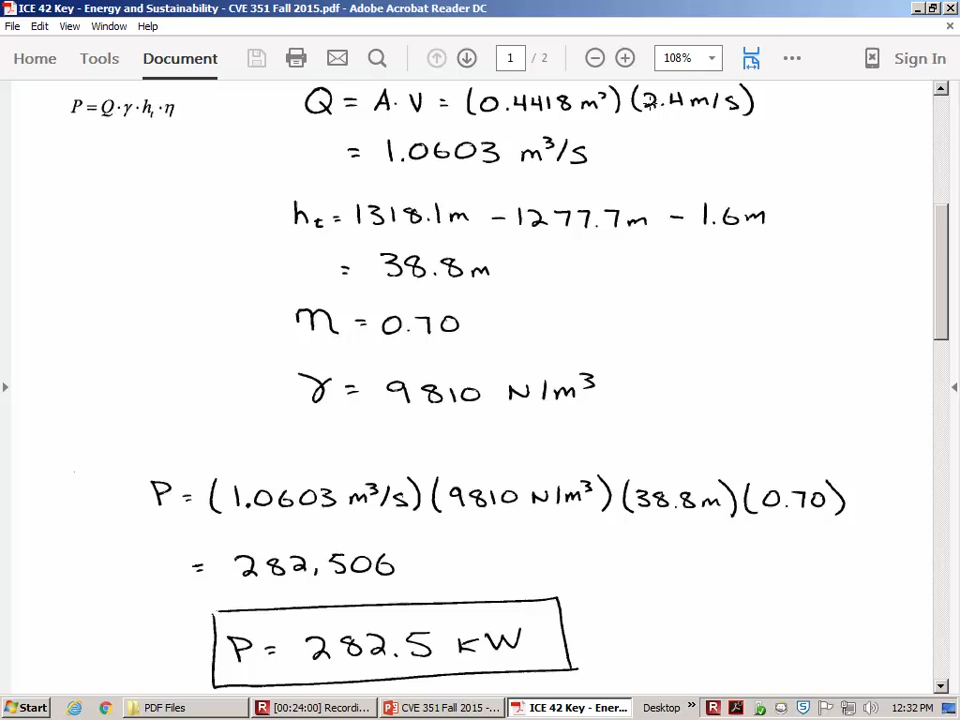 ICE 42 Key - Energy and Sustainability - CVE 351 Fall 2015.pdf - Adobe Acrobat Reader DC
File Edit View Window Help
Home Tools Document 1 / 2 108% Sign In
P = Q · γ · h_t · η
Q = A · V = (0.4418 m²) (2.4 m/s)
= 1.0603 m³/s
h_t = 1318.1 m - 1277.7 m - 1.6 m
= 38.8 m
η = 0.70
γ = 9810 N/m³
P = (1.0603 m³/s) (9810 N/m³) (38.8 m) (0.70)
= 282,506
P = 282.5 KW
Start PDF Files [00:24:00] Recordi... CVE 351 Fall 2015 -... ICE 42 Key - Ener... Desktop » 12:32 PM